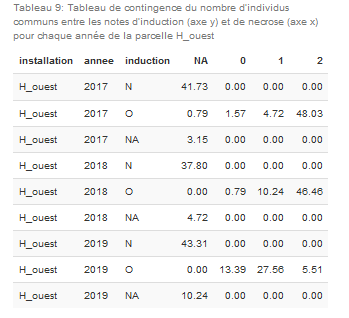 Tableau 9: Tableau de contingence du nombre d'individus
communs entre les notes d'induction (axe y) et de necrose (axe x)
pour chaque année de la parcelle H_ouest
installation annee induction NA 0 1 2
H_ouest 2017 N 41.73 0.00 0.00 0.00
H_ouest 2017 O 0.79 1.57 4.72 48.03
H_ouest 2017 NA 3.15 0.00 0.00 0.00
H_ouest 2018 N 37.80 0.00 0.00 0.00
H_ouest 2018 O 0.00 0.79 10.24 46.46
H_ouest 2018 NA 4.72 0.00 0.00 0.00
H_ouest 2019 N 43.31 0.00 0.00 0.00
H_ouest 2019 O 0.00 13.39 27.56 5.51
H_ouest 2019 NA 10.24 0.00 0.00 0.00